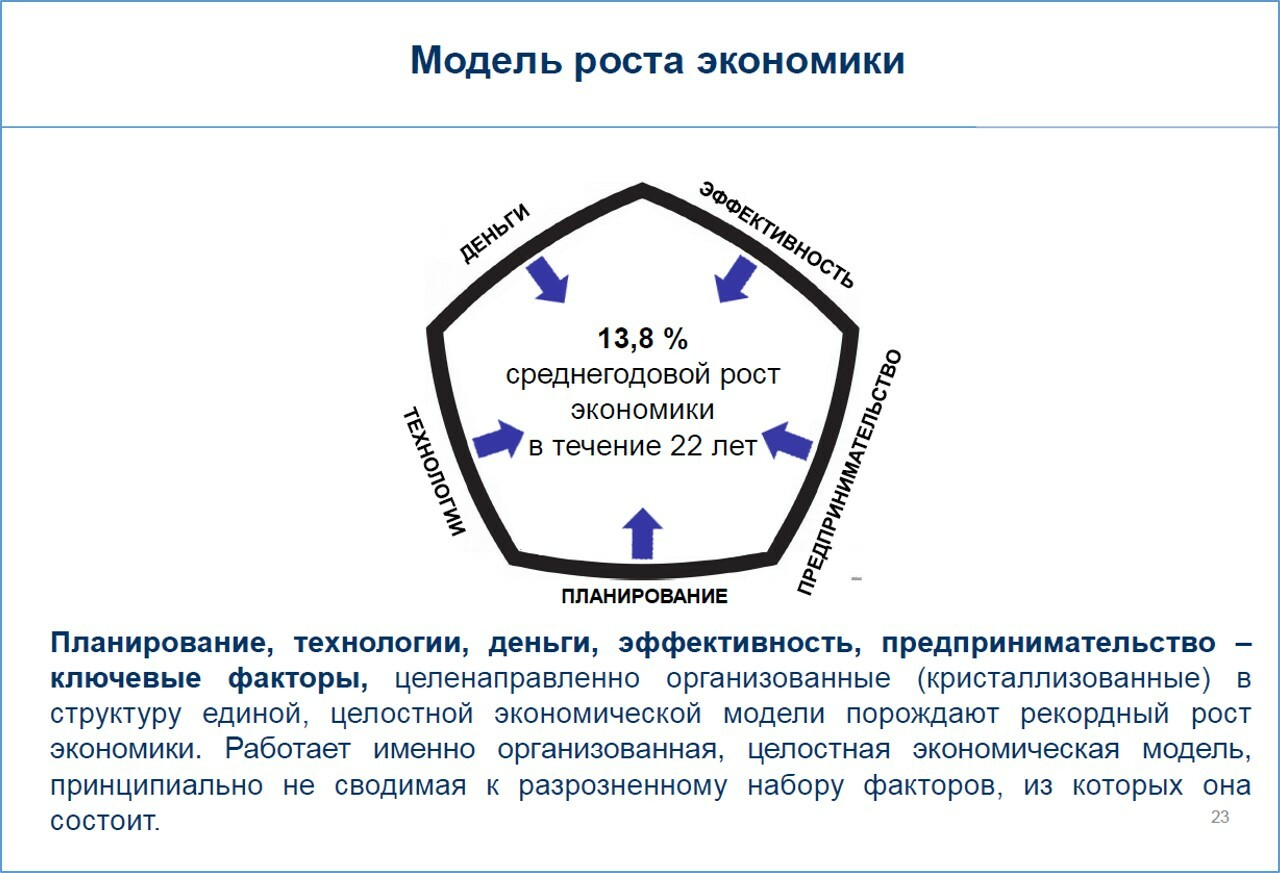 Модель роста экономики
ДЕНЬГИ
ЭФФЕКТИВНОСТЬ
13,8 %
среднегодовой рост
экономики
в течение 22 лет
ТЕХНОЛОГИИ
ПРЕДПРИНИМАТЕЛЬСТВО
ПЛАНИРОВАНИЕ
Планирование, технологии, деньги, эффективность, предпринимательство –
ключевые факторы, целенаправленно организованные (кристаллизованные) в
структуру единой, целостной экономической модели порождают рекордный рост
экономики. Работает именно организованная, целостная экономическая модель,
принципиально не сводимая к разрозненному набору факторов, из которых она
состоит.
23